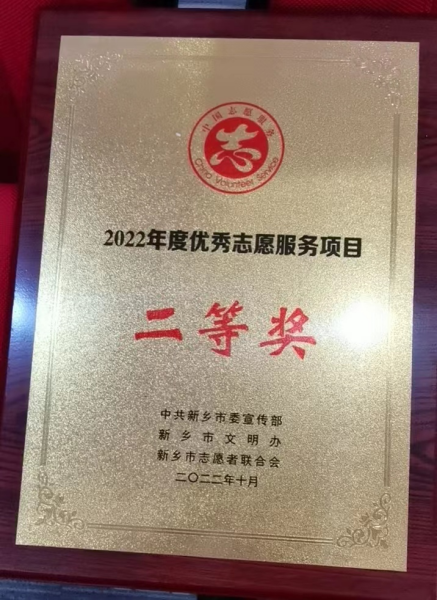 中国志愿服务
志
China Volunteer Service
2022年度优秀志愿服务项目
二等奖
中共新乡市委宣传部
新乡市文明办
新乡市志愿者联合会
二〇二二年十月